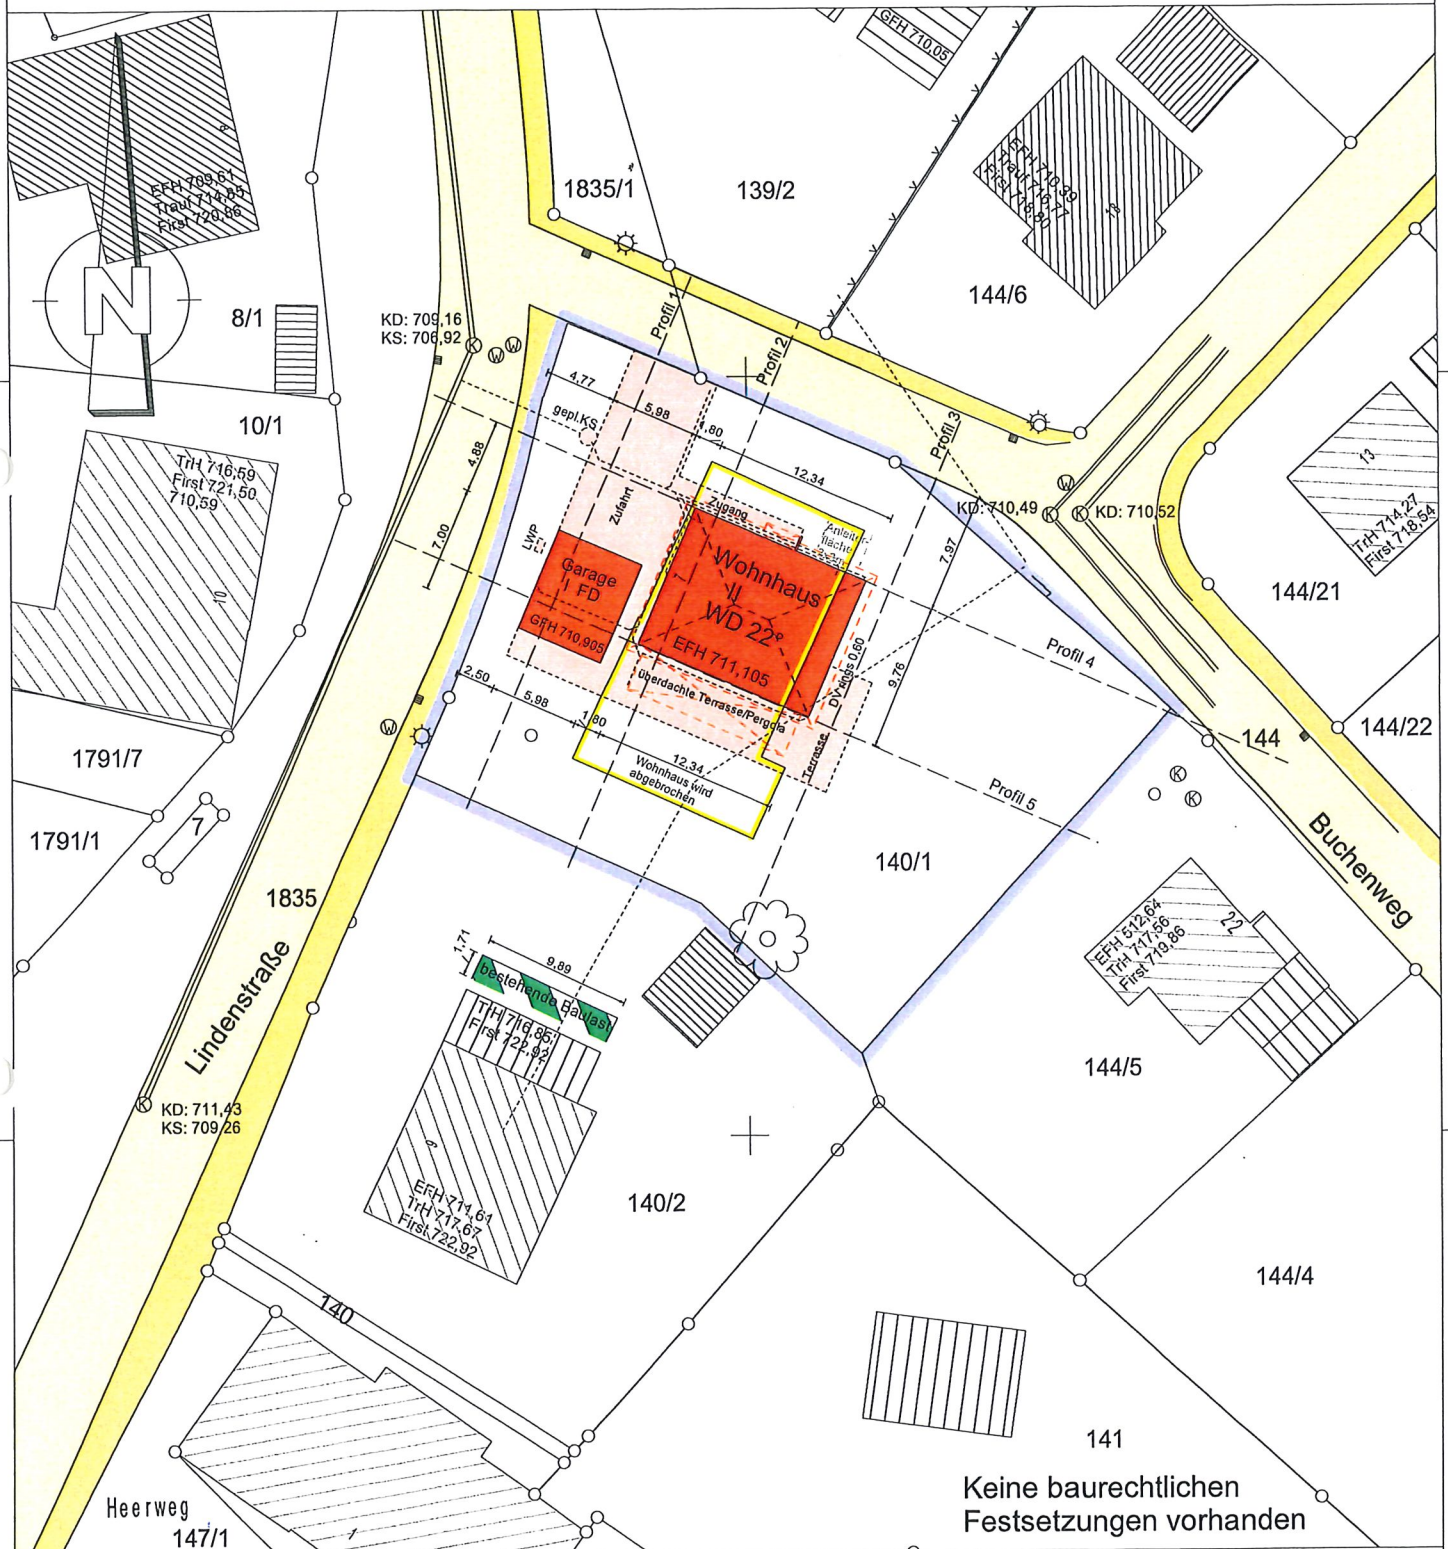 GFH 710,05
8
EFH 709,61
Trauf 714,85
First 720,86
1835/1
139/2
EFH 710,39
Trauf 716,77
First 718,80
18
144/6
N
8/1
KD: 709,16
KS: 706,92
Profil 1
Profil 2
Profil 3
10/1
TrH 716,59
First 721,50
710,59
10
4,77
5,98
1,80
12,34
gepl.KS
4,88
7,00
Zufahrt
Zugang
LWP
KD: 710,49
KD: 710,52
7,97
13
TrH 714,27
First 718,54
144/21
Garage
FD
GFH 710,905
Wohnhaus
II
WD 22°
EFH 711,105
DV rings 0,60
9,76
Profil 4
überdachte Terrasse/Pergola
Terrasse
2,50
5,98
1,80
12,34
Wohnhaus wird
abgebrochen
Profil 5
144
144/22
1791/7
1791/1
7
1835
140/1
Buchenweg
Lindenstraße
1,71
9,89
bestehende Baulast
TrH 716,85
First 722,92
EFH 512,64
TrH 717,56
First 719,86
22
144/5
KD: 711,43
KS: 709,26
9
EFH 711,61
TrH 717,67
First 722,92
140/2
144/4
140
141
Keine baurechtlichen
Festsetzungen vorhanden
Heerweg
147/1
1